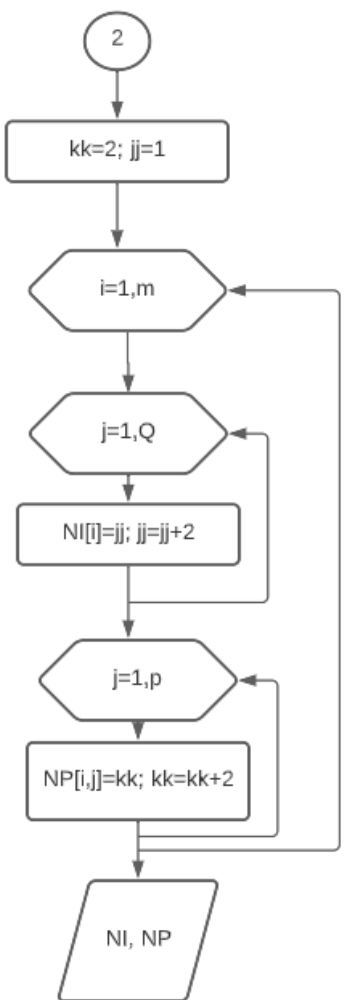 2
kk=2; jj=1
i=1,m
j=1,Q
NI[i]=jj; jj=jj+2
j=1,p
NP[i,j]=kk; kk=kk+2
NI, NP